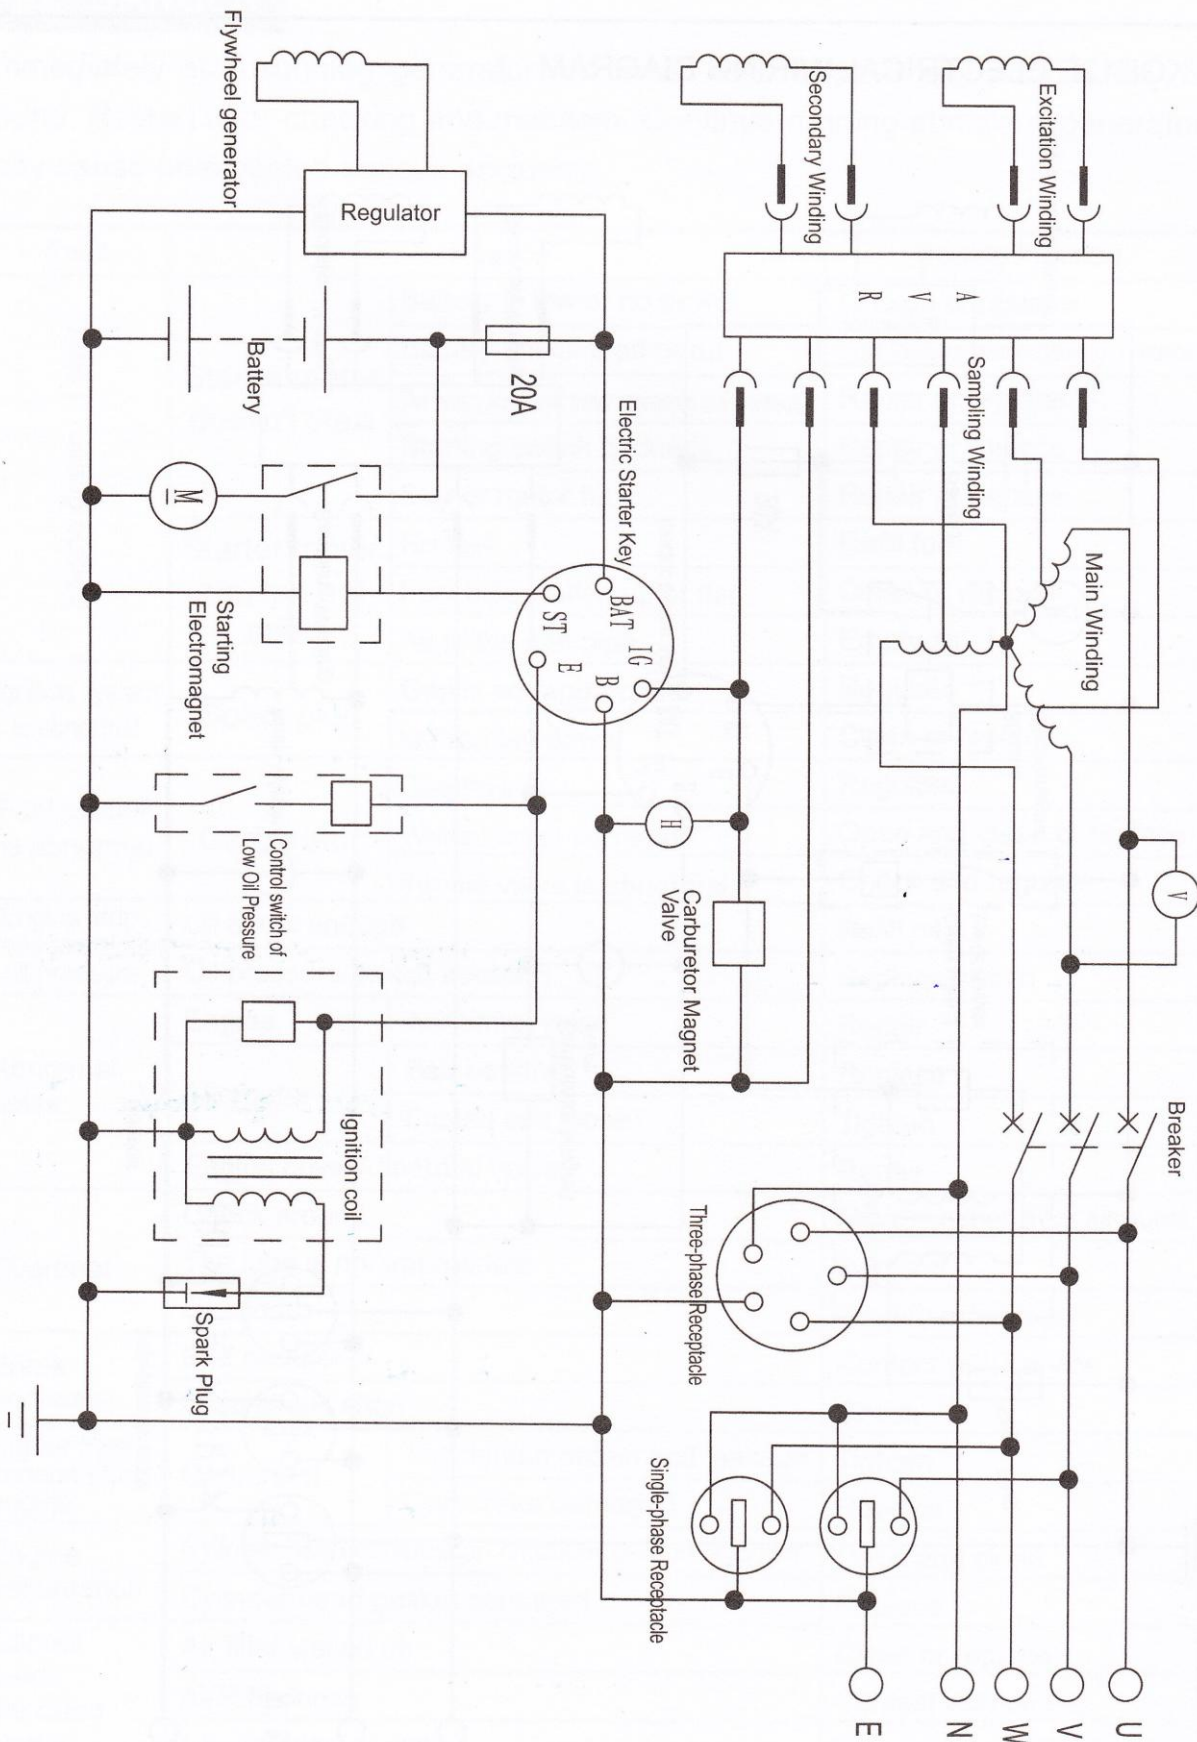 Excitation Winding
Secondary Winding
Flywheel generator
Regulator
A V R
Sampling Winding
Main Winding
V
Breaker
Battery
20A
Electric Starter Key
BAT
IG
ST
E
B
M
Starting
Electromagnet
H
Carburetor Magnet
Valve
Control switch of
Low Oil Pressure
Ignition coil
Spark Plug
Three-phase Receptacle
Single-phase Receptacle
U
V
W
N
E